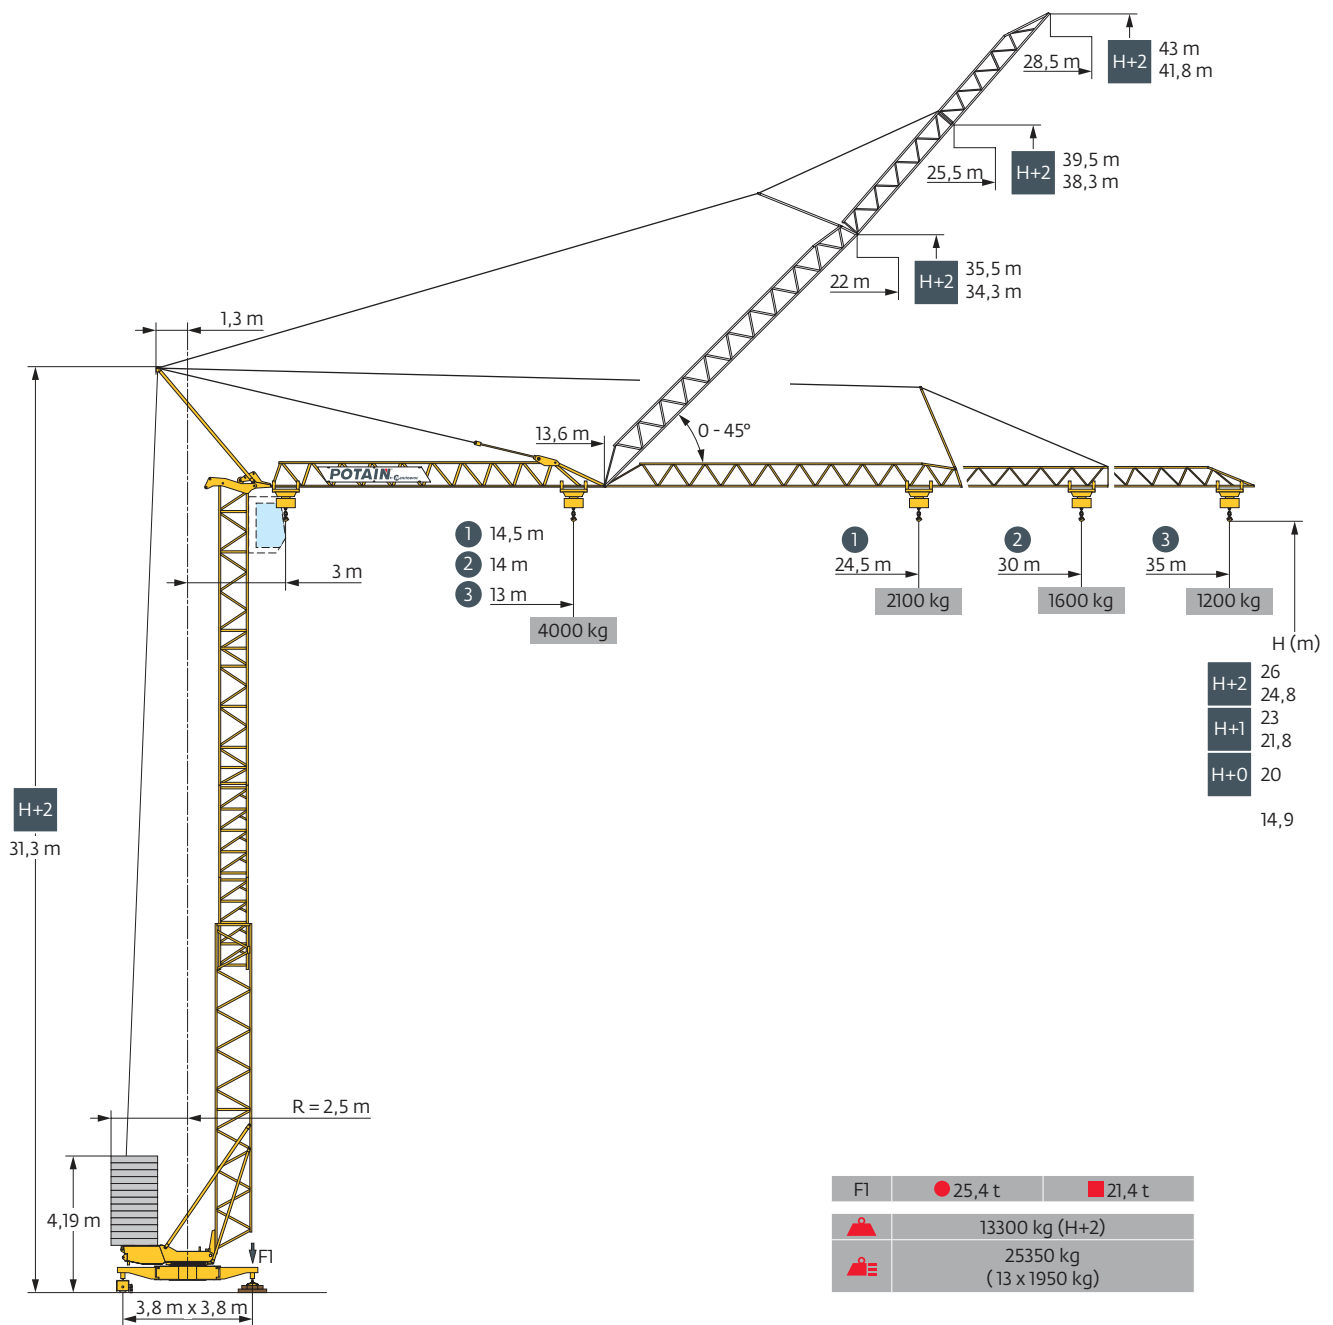 43 m
H+2
41,8 m
28,5 m
39,5 m
H+2
38,3 m
25,5 m
35,5 m
H+2
34,3 m
22 m
1,3 m
13,6 m
0 - 45°
POTAIN
1 14,5 m
2 14 m
3 13 m
4000 kg
3 m
1
24,5 m
2100 kg
2
30 m
1600 kg
3
35 m
1200 kg
H (m)
H+2 26
24,8
H+1 23
21,8
H+0 20
14,9
H+2
31,3 m
R = 2,5 m
4,19 m
F1
3,8 m x 3,8 m
F1 25,4 t 21,4 t
13300 kg (H+2)
25350 kg
( 13 x 1950 kg)